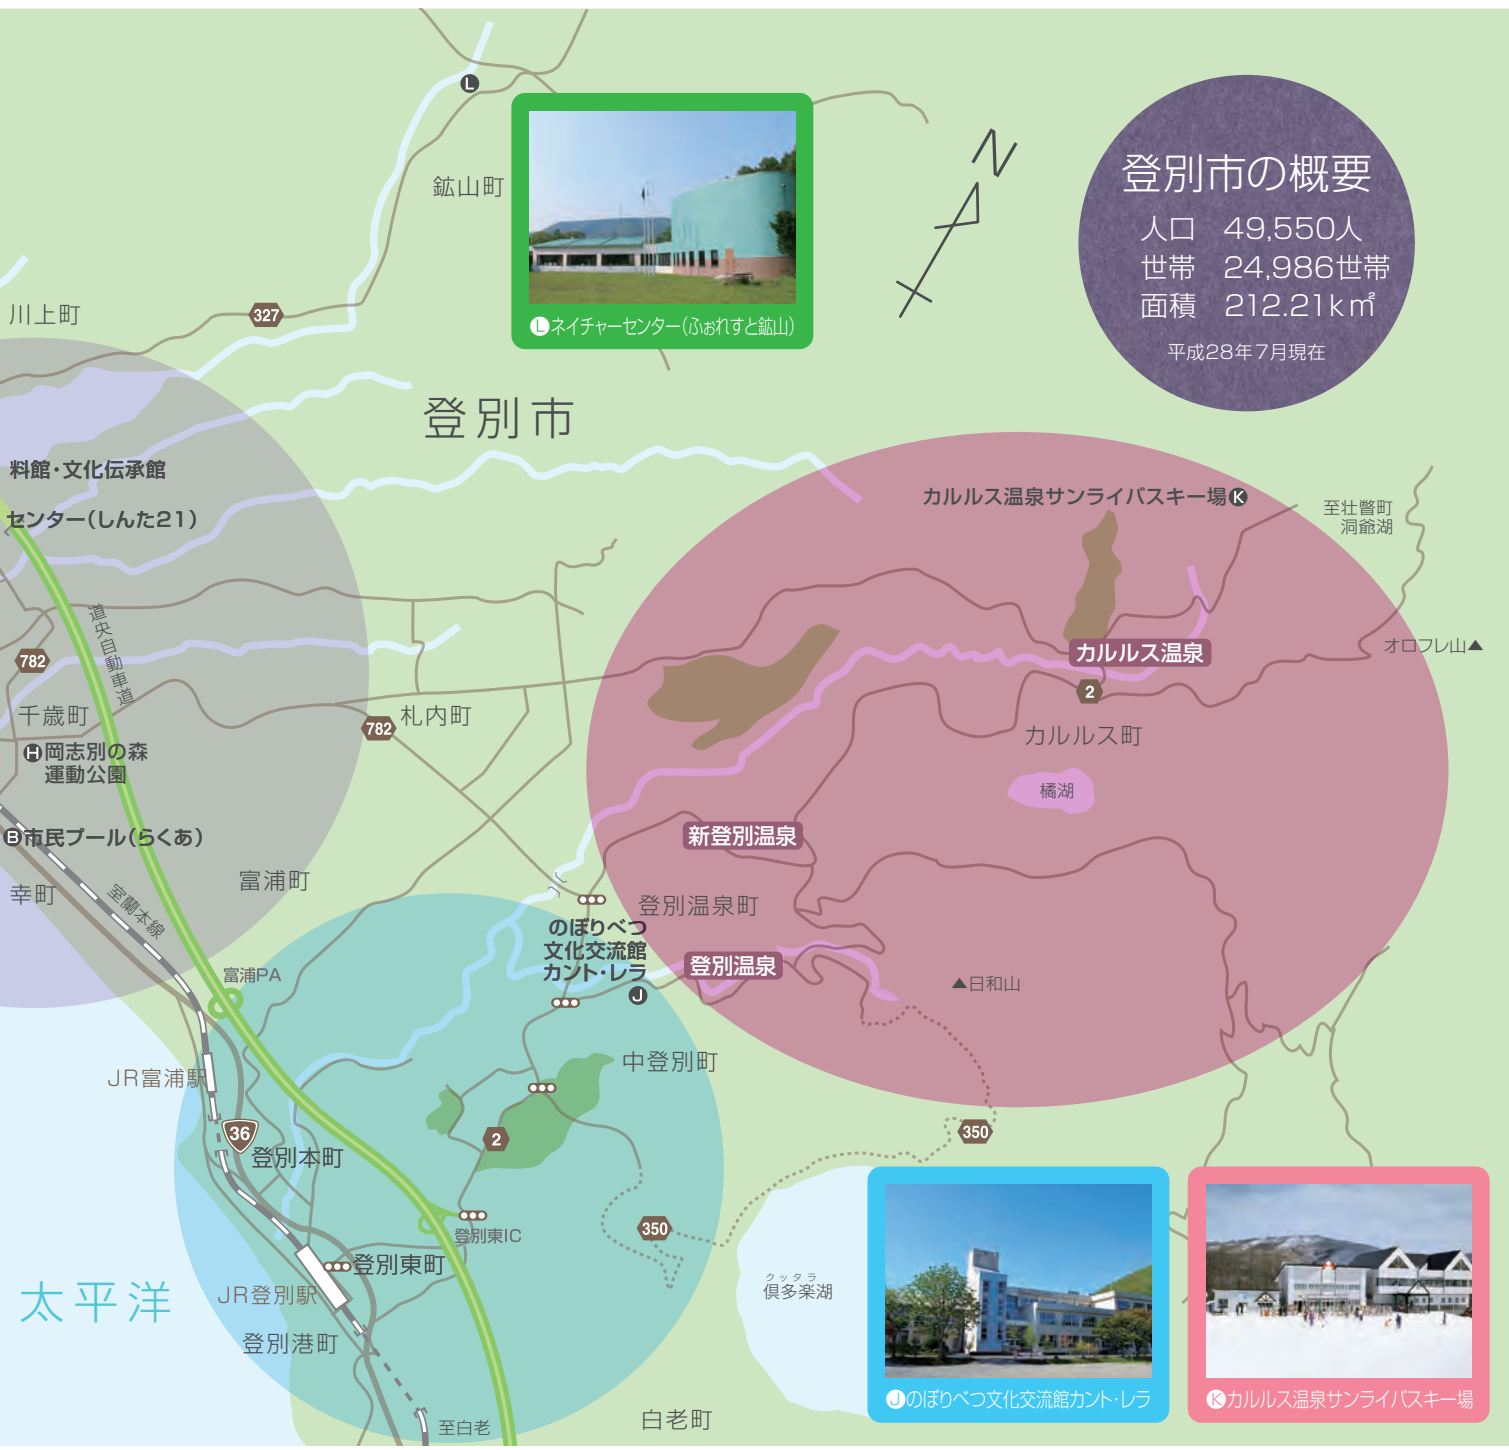 登別市の概要
人口 49,550人
世帯 24,986世帯
面積 212.21k㎡
平成28年7月現在
N
L
鉱山町
Lネイチャーセンター(ふぉれすと鉱山)
川上町
327
登別市
料館・文化伝承館
センター(しんた21)
カルルス温泉サンライバスキー場K
至壮瞥町
洞爺湖
道央自動車道
782
オロフレ山▲
カルルス温泉
2
千歳町
782
札内町
カルルス町
H岡志別の森
運動公園
橘湖
B市民プール(らくあ)
新登別温泉
幸町
室蘭本線
富浦町
登別温泉町
のぼりべつ
文化交流館
カント・レラ
J
登別温泉
富浦PA
▲日和山
JR富浦駅
中登別町
36
登別本町
2
350
登別東IC
350
登別東町
太平洋
JR登別駅
クッタラ
倶多楽湖
登別港町
至白老
白老町
Jのぼりべつ文化交流館カント・レラ
Kカルルス温泉サンライバスキー場